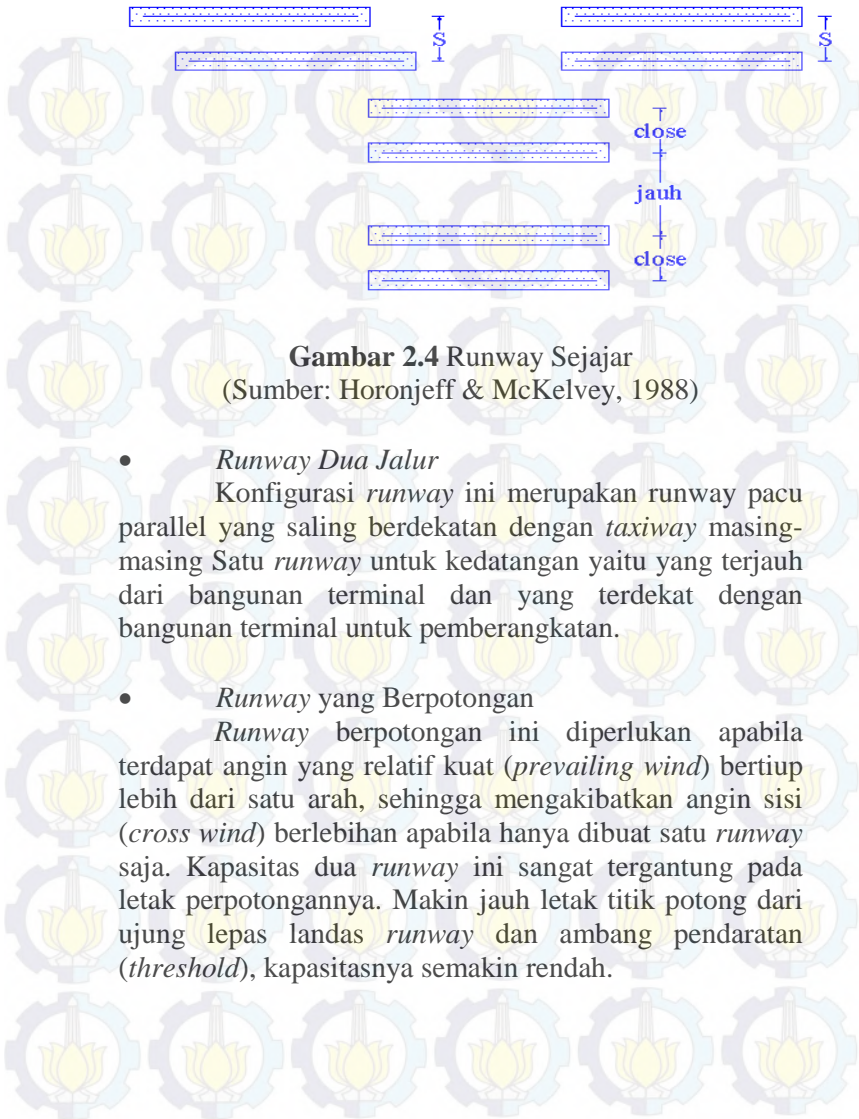 S
S
close
jauh
close
Gambar 2.4 Runway Sejajar
(Sumber: Horonjeff & McKelvey, 1988)
• Runway Dua Jalur
Konfigurasi runway ini merupakan runway pacu
parallel yang saling berdekatan dengan taxiway masing-
masing Satu runway untuk kedatangan yaitu yang terjauh
dari bangunan terminal dan yang terdekat dengan
bangunan terminal untuk pemberangkatan.
• Runway yang Berpotongan
Runway berpotongan ini diperlukan apabila
terdapat angin yang relatif kuat (prevailing wind) bertiup
lebih dari satu arah, sehingga mengakibatkan angin sisi
(cross wind) berlebihan apabila hanya dibuat satu runway
saja. Kapasitas dua runway ini sangat tergantung pada
letak perpotongannya. Makin jauh letak titik potong dari
ujung lepas landas runway dan ambang pendaratan
(threshold), kapasitasnya semakin rendah.